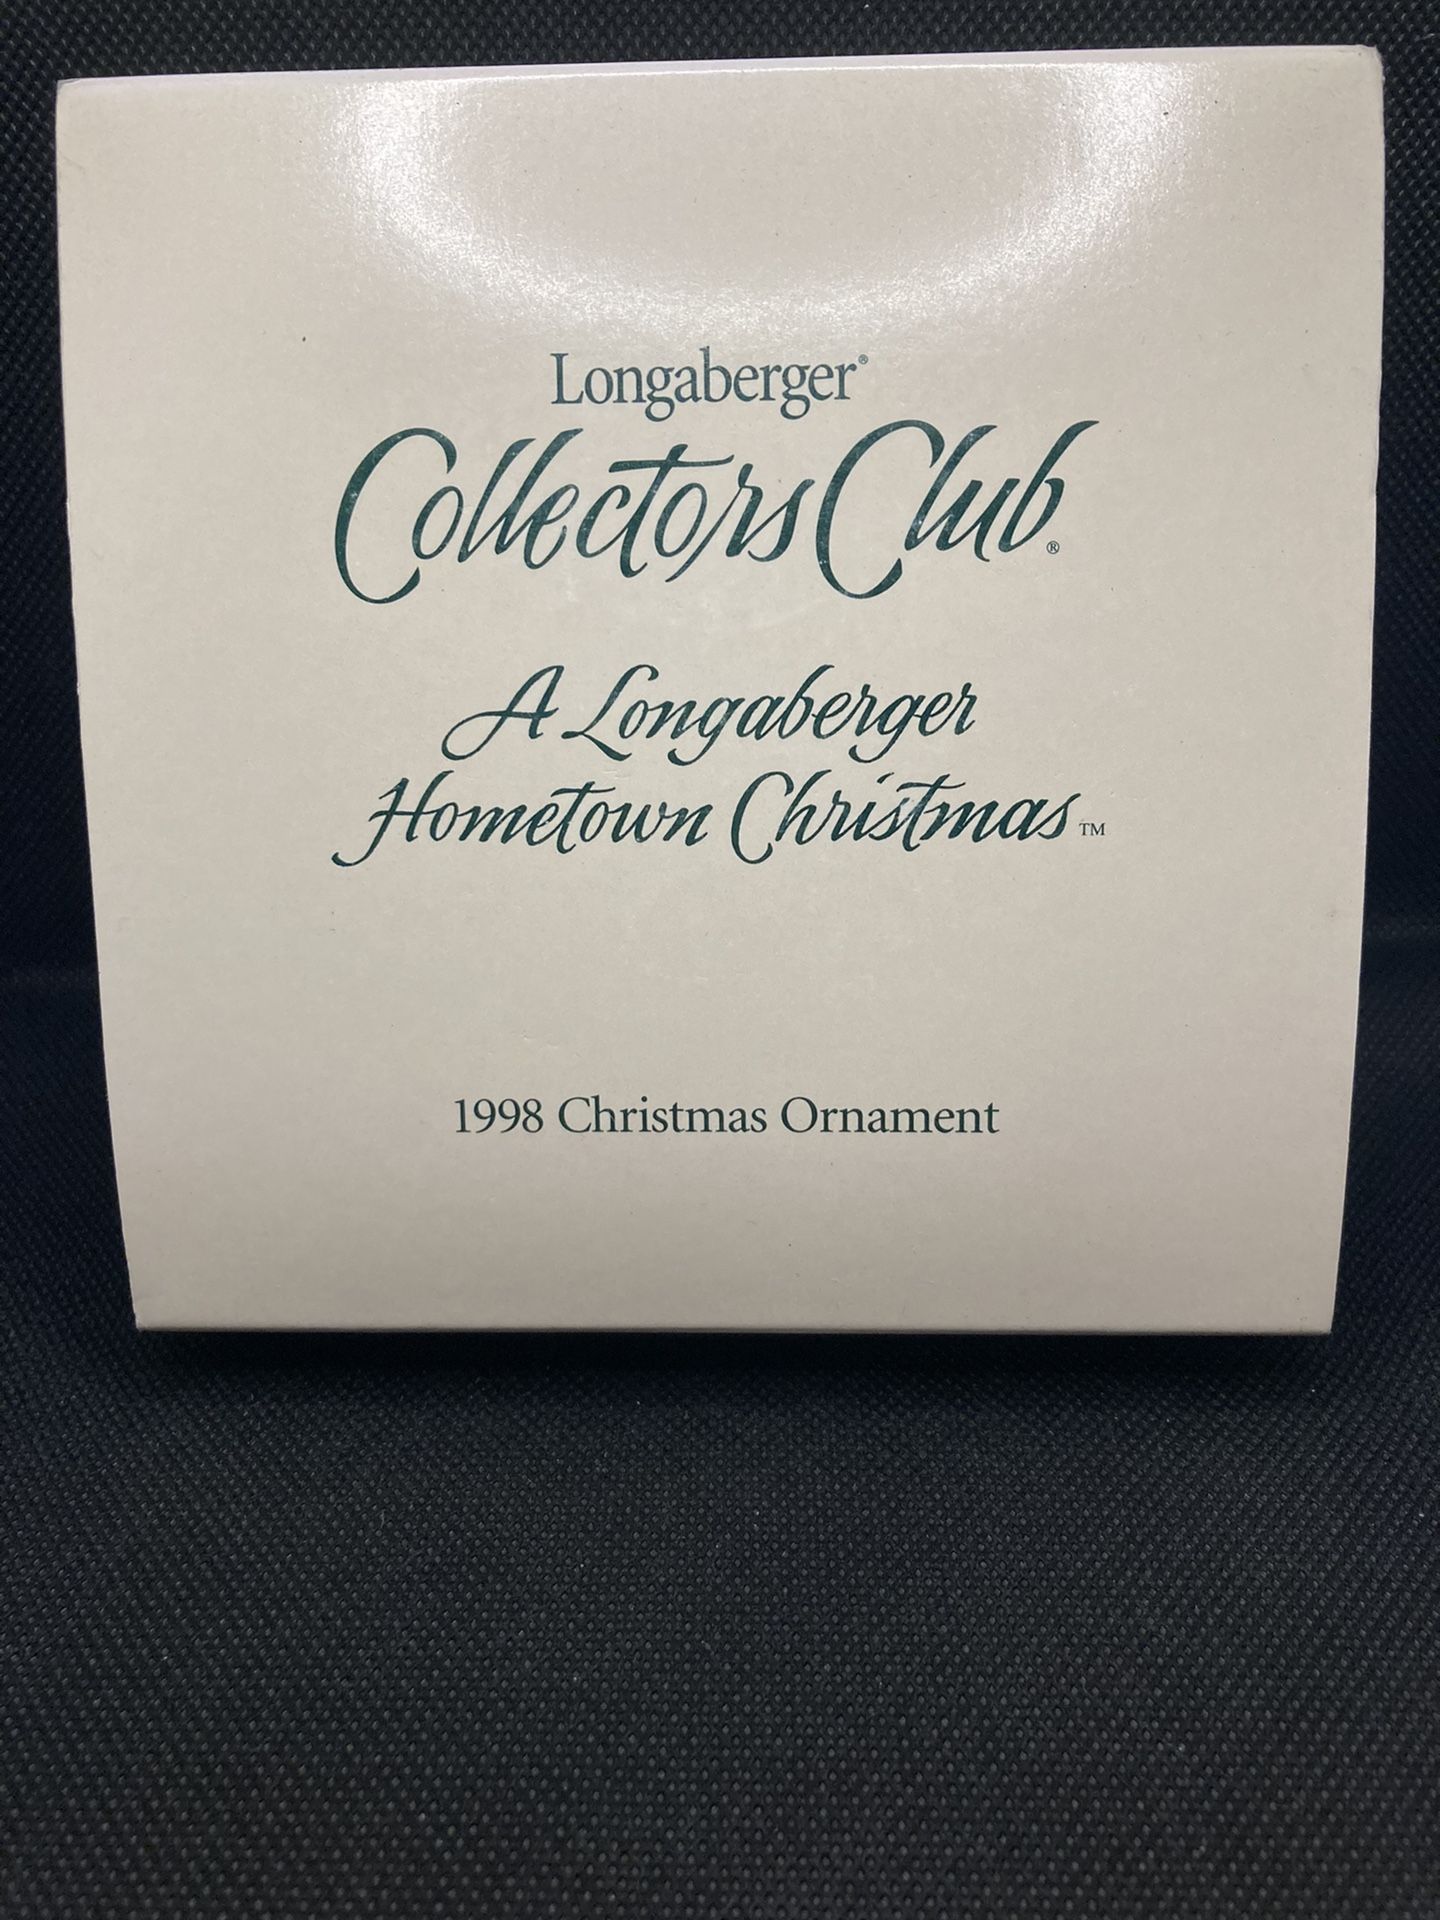 Longaberger®
Collectors Club®
A Longaberger
Hometown Christmas™
1998 Christmas Ornament